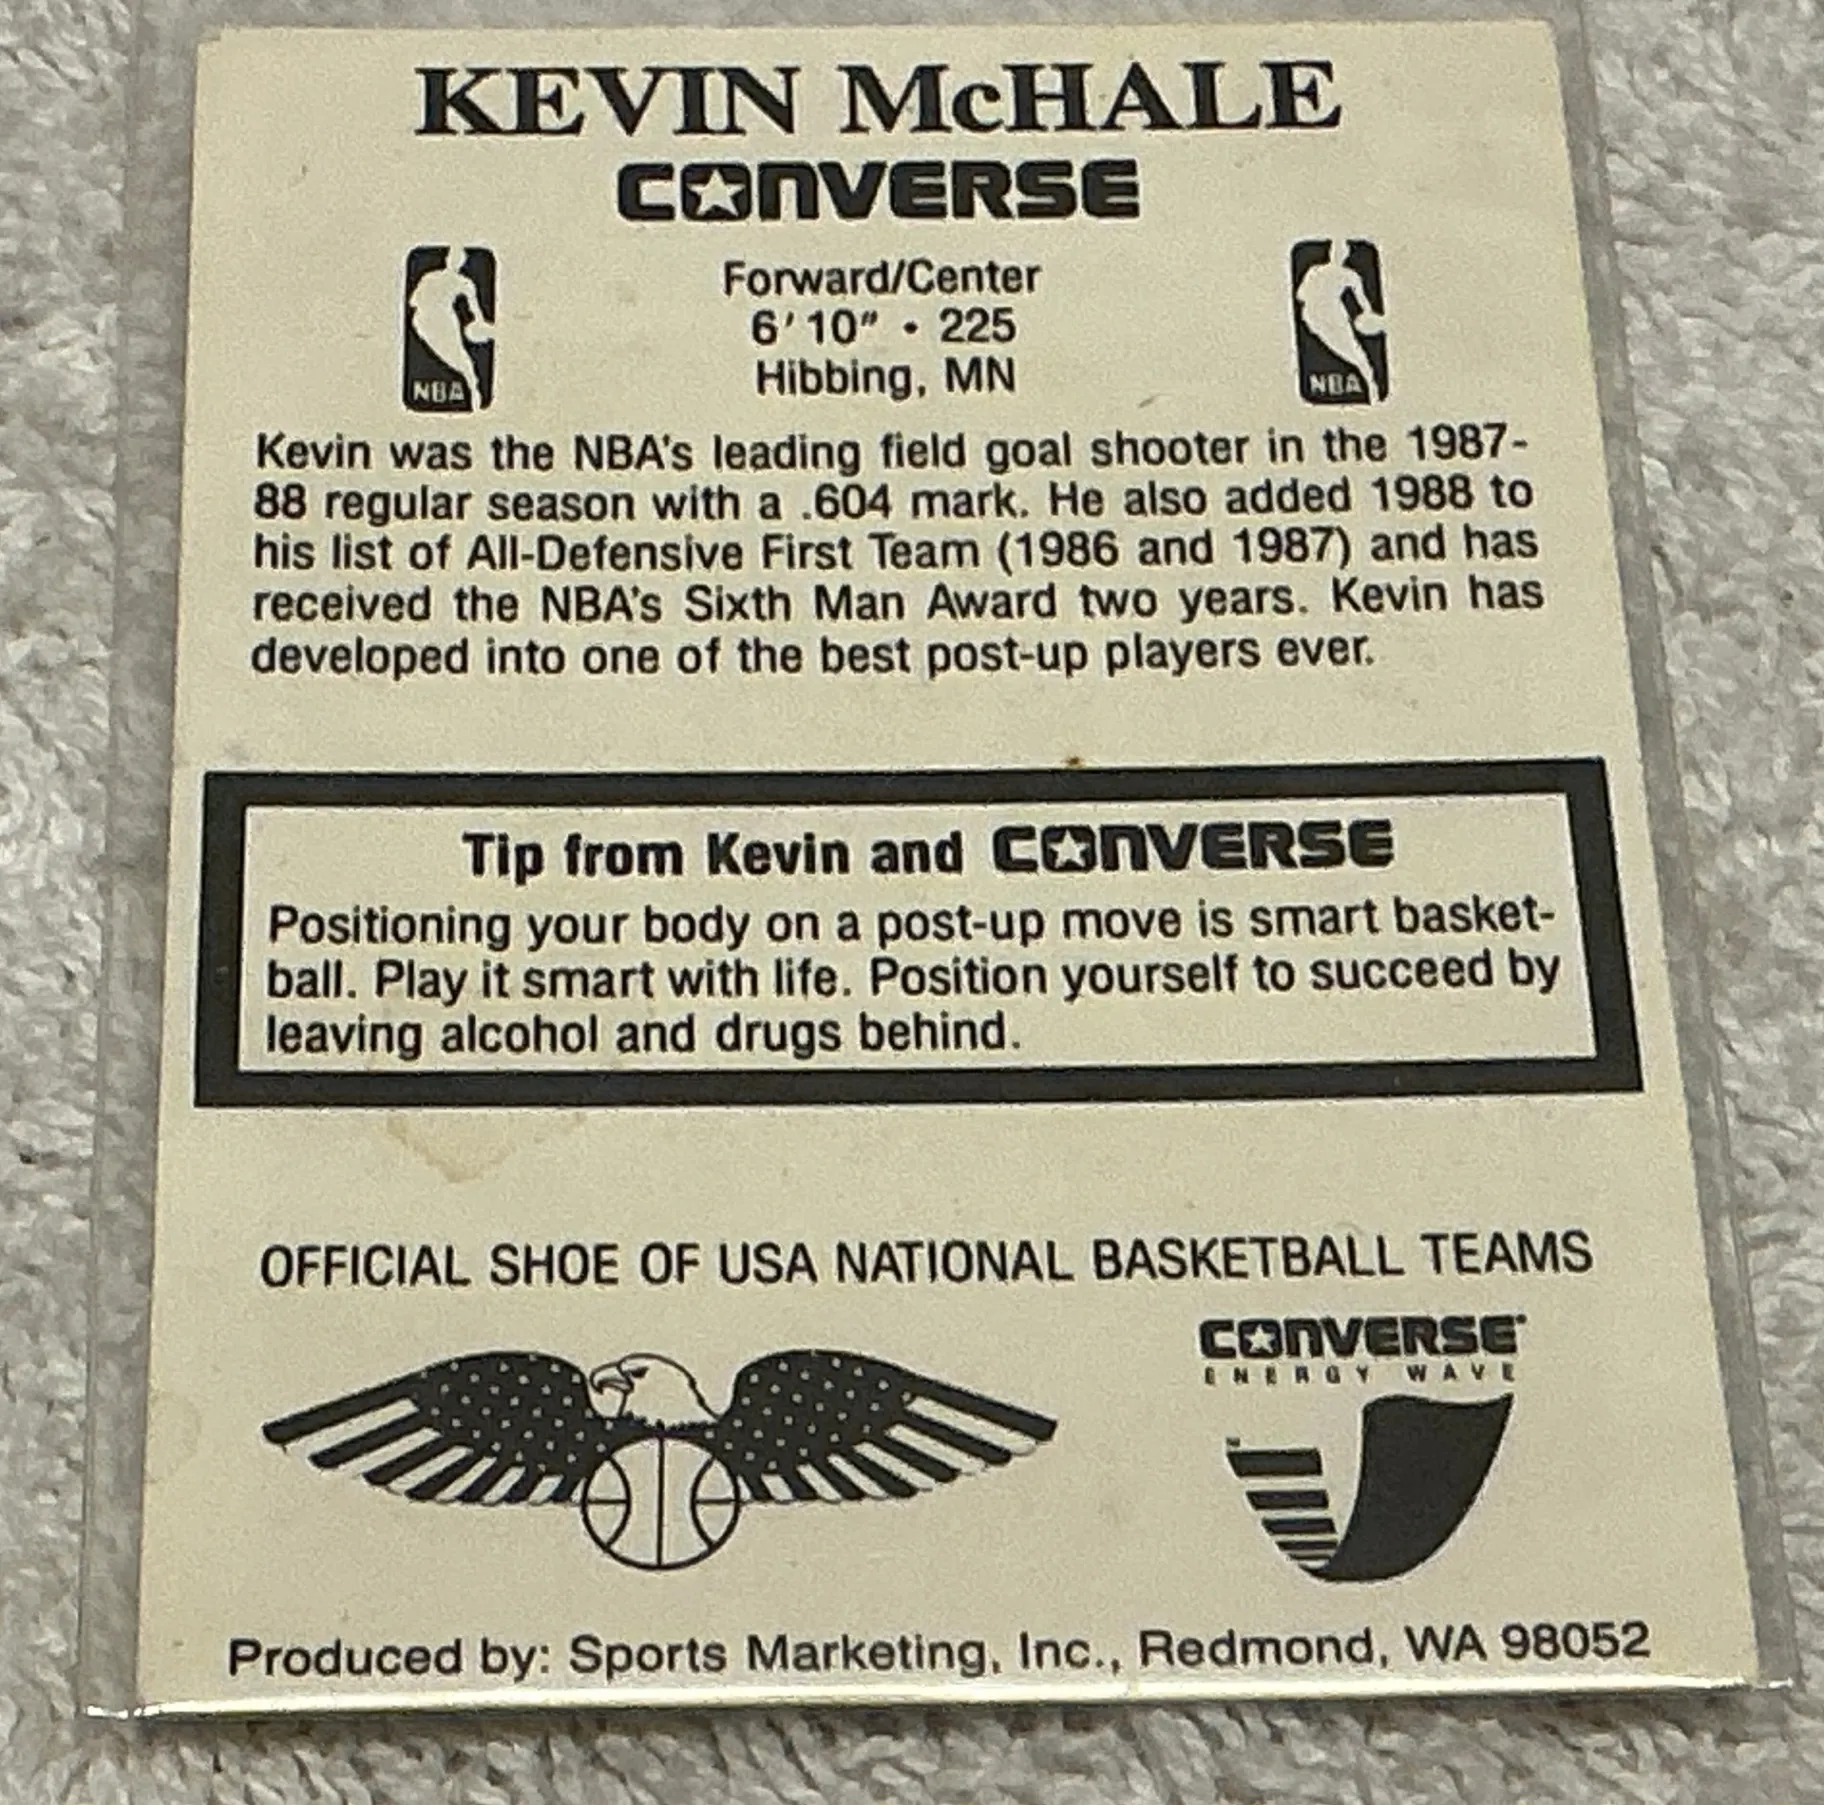 KEVIN McHALE
CONVERSE
Forward/Center
6'10" • 225
Hibbing, MN
NBA
NBA
Kevin was the NBA's leading field goal shooter in the 1987-
88 regular season with a .604 mark. He also added 1988 to
his list of All-Defensive First Team (1986 and 1987) and has
received the NBA's Sixth Man Award two years. Kevin has
developed into one of the best post-up players ever.
Tip from Kevin and CONVERSE
Positioning your body on a post-up move is smart basket-
ball. Play it smart with life. Position yourself to succeed by
leaving alcohol and drugs behind.
OFFICIAL SHOE OF USA NATIONAL BASKETBALL TEAMS
CONVERSE
ENERGY WAVE
Produced by: Sports Marketing, Inc., Redmond, WA 98052